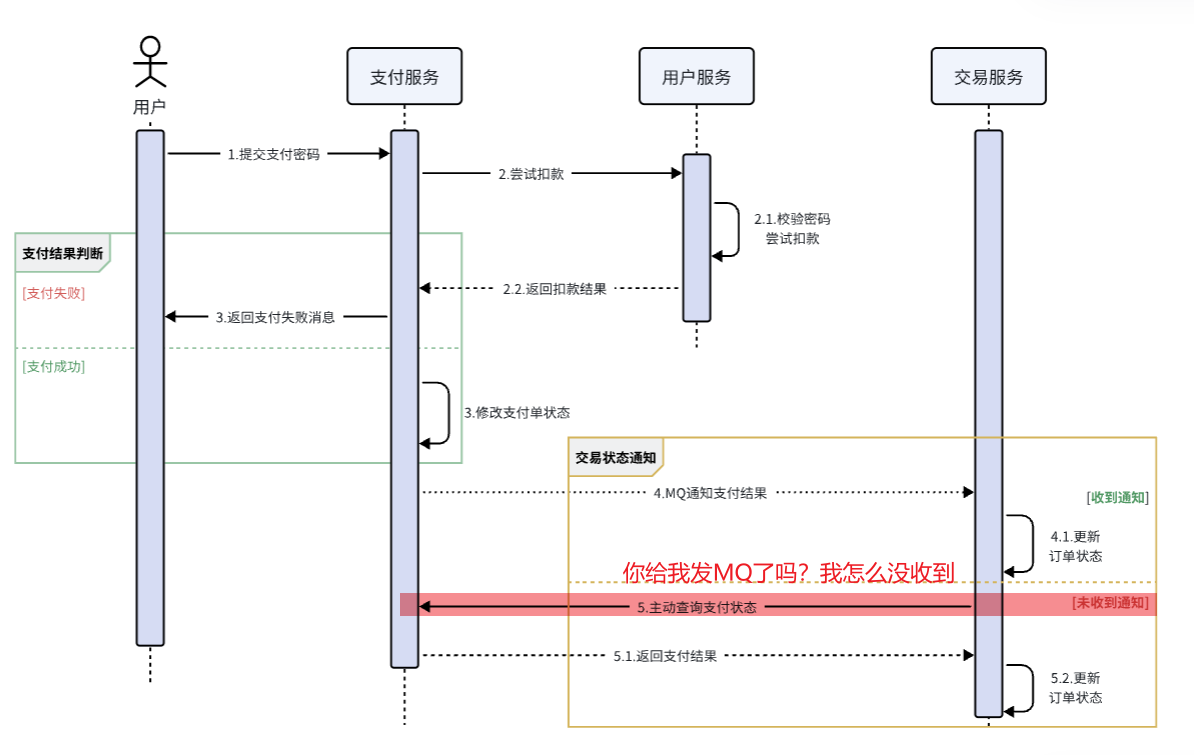 用户
支付服务
用户服务
交易服务
1.提交支付密码
2.尝试扣款
2.1.校验密码
尝试扣款
支付结果判断
[支付失败]
2.2.返回扣款结果
3.返回支付失败消息
[支付成功]
3.修改支付单状态
交易状态通知
4.MQ通知支付结果
[收到通知]
4.1.更新
订单状态
你给我发MQ了吗？我怎么没收到
5.主动查询支付状态
[未收到通知]
5.1.返回支付结果
5.2.更新
订单状态